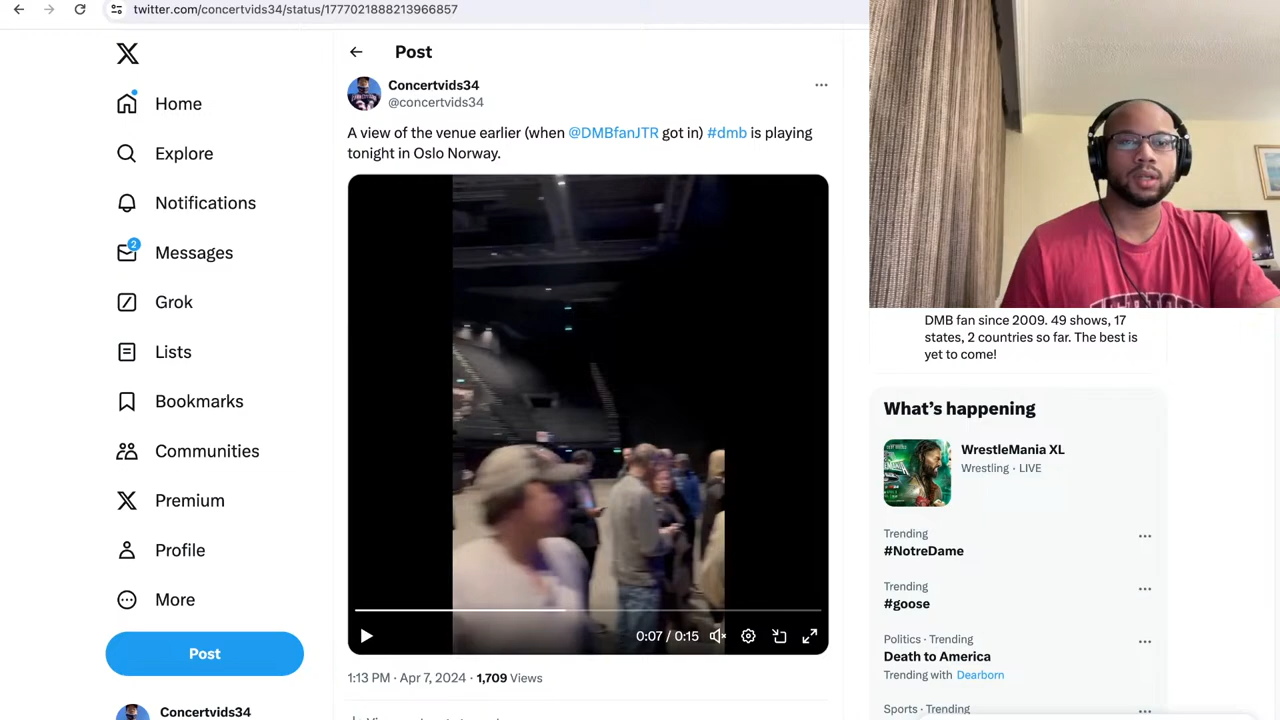 twitter.com/concertvids34/status/1777021888213966857
Home
Explore
Notifications
2
Messages
Grok
Lists
Bookmarks
Communities
Premium
Profile
More
Post
Concertvids34
Post
Concertvids34
@concertvids34
A view of the venue earlier (when @DMBfanJTR got in) #dmb is playing
tonight in Oslo Norway.
0:07 / 0:15
1:13 PM · Apr 7, 2024 · 1,709 Views
DMB fan since 2009. 49 shows, 17
states, 2 countries so far. The best is
yet to come!
What's happening
WrestleMania XL
Wrestling · LIVE
Trending
#NotreDame
Trending
#goose
Politics · Trending
Death to America
Trending with Dearborn
Sports · Trending